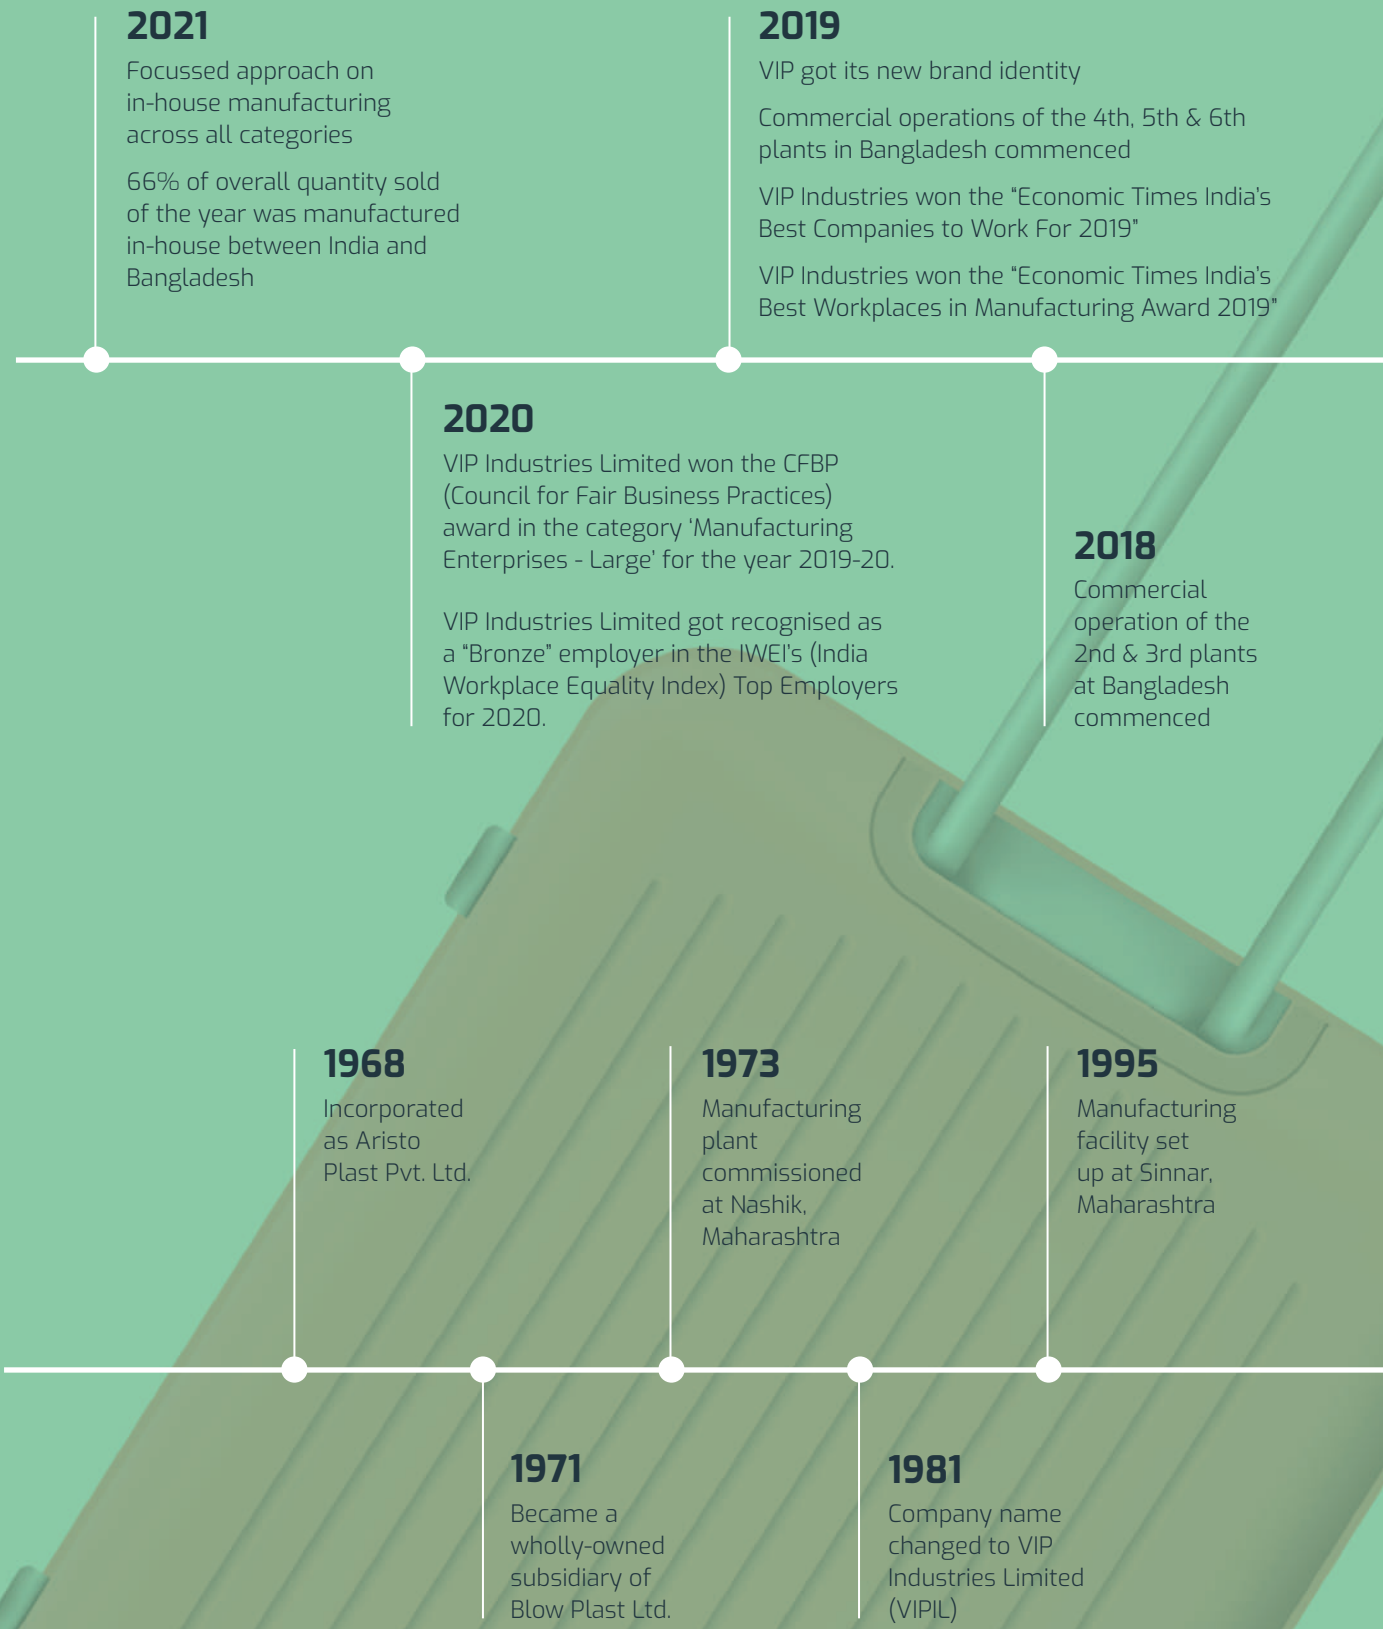 2021
Focussed approach on
in-house manufacturing
across all categories
66% of overall quantity sold
of the year was manufactured
in-house between India and
Bangladesh
2019
VIP got its new brand identity
Commercial operations of the 4th, 5th & 6th
plants in Bangladesh commenced
VIP Industries won the “Economic Times India’s
Best Companies to Work For 2019”
VIP Industries won the “Economic Times India’s
Best Workplaces in Manufacturing Award 2019”
2020
VIP Industries Limited won the CFBP
(Council for Fair Business Practices)
award in the category ‘Manufacturing
Enterprises - Large’ for the year 2019-20.
VIP Industries Limited got recognised as
a “Bronze” employer in the IWEI’s (India
Workplace Equality Index) Top Employers
for 2020.
2018
Commercial
operation of the
2nd & 3rd plants
at Bangladesh
commenced
1968
Incorporated
as Aristo
Plast Pvt. Ltd.
1973
Manufacturing
plant
commissioned
at Nashik,
Maharashtra
1995
Manufacturing
facility set
up at Sinnar,
Maharashtra
1971
Became a
wholly-owned
subsidiary of
Blow Plast Ltd.
1981
Company name
changed to VIP
Industries Limited
(VIPIL)